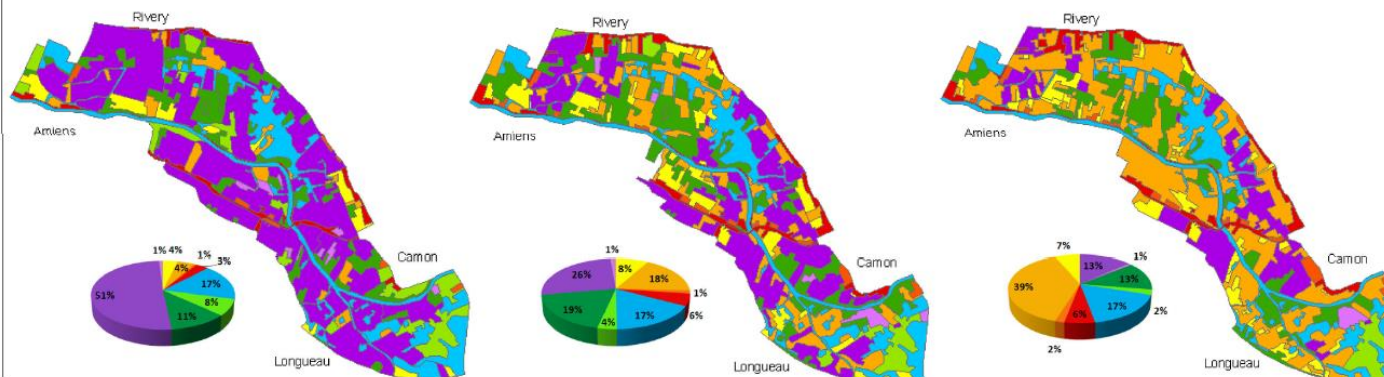 Rivery
Amiens
Camon
Longueau
1%
4%
4%
1%
3%
17%
8%
11%
51%
Rivery
Amiens
Camon
Longueau
1%
8%
18%
1%
6%
17%
4%
19%
26%
Rivery
Amiens
Camon
Longueau
7%
13%
1%
13%
2%
17%
6%
2%
39%